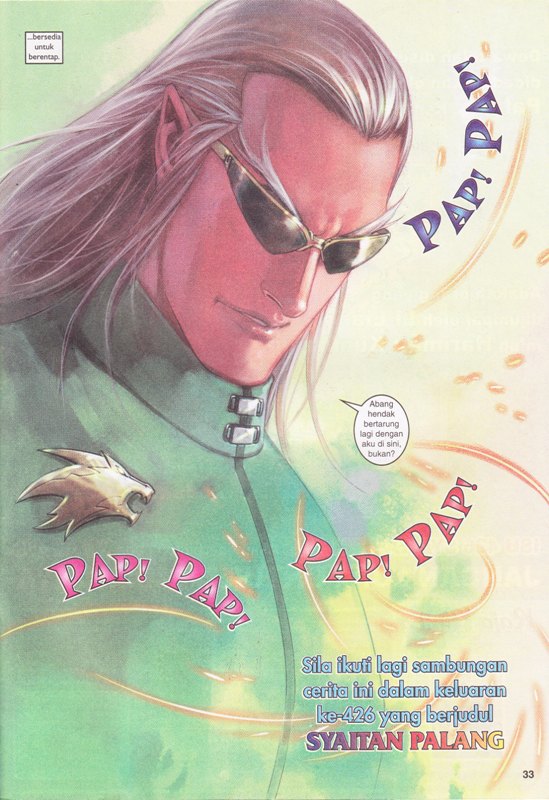 ...bersedia
untuk
berentap.
PAP! PAP!
Abang
hendak
bertarung
lagi dengan
aku di sini,
bukan?
PAP! PAP!
PAP! PAP!
Sila ikuti lagi sambungan
cerita ini dalam keluaran
ke-426 yang berjudul
SYAITAN PALANG
33